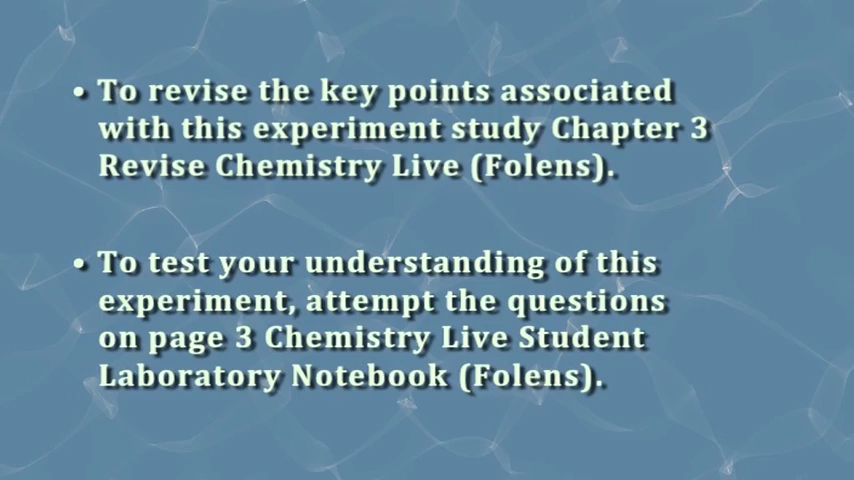 • To revise the key points associated
with this experiment study Chapter 3
Revise Chemistry Live (Folens).
• To test your understanding of this
experiment, attempt the questions
on page 3 Chemistry Live Student
Laboratory Notebook (Folens).